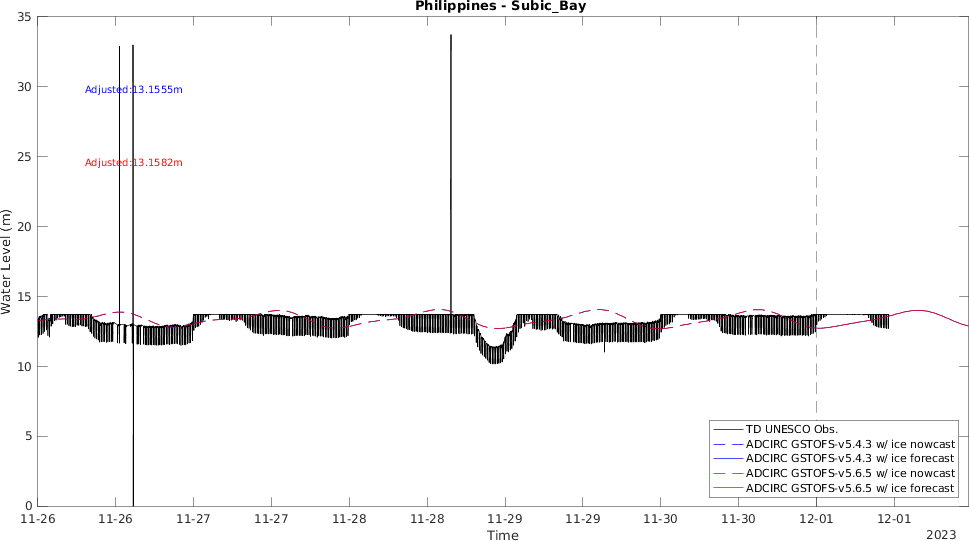 Philippines - Subic_Bay
35
30
25
20
15
10
5
0
Water Level (m)
Adjusted:13.1555m
Adjusted:13.1582m
TD UNESCO Obs.
ADCIRC GSTOFS-v5.4.3 w/ ice nowcast
ADCIRC GSTOFS-v5.4.3 w/ ice forecast
ADCIRC GSTOFS-v5.6.5 w/ ice nowcast
ADCIRC GSTOFS-v5.6.5 w/ ice forecast
11-26 11-26 11-27 11-27 11-28 11-28 11-29 11-29 11-30 11-30 12-01 12-01
Time
2023